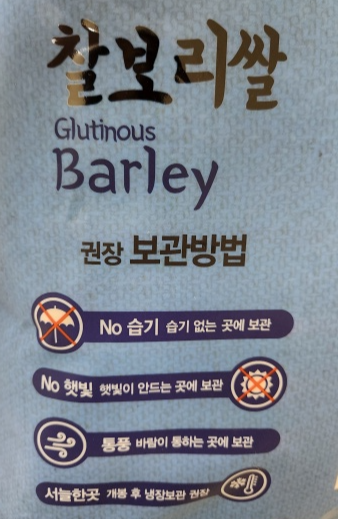 찰보리쌀
Glutinous
Barley
권장 보관방법
No 습기 습기 없는 곳에 보관
No 햇빛 햇빛이 안드는 곳에 보관
통풍 바람이 통하는 곳에 보관
서늘한곳 개봉 후 냉장보관 권장